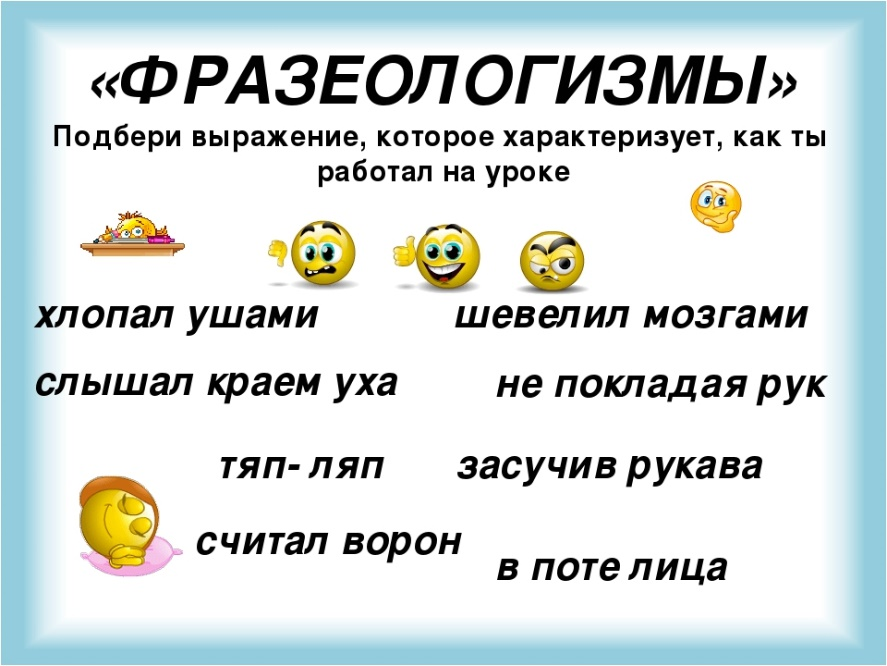 «ФРАЗЕОЛОГИЗМЫ»
Подбери выражение, которое характеризует, как ты
работал на уроке
хлопал ушами
шевелил мозгами
слышал краем уха
не покладая рук
тяп- ляп
засучив рукава
считал ворон
в поте лица